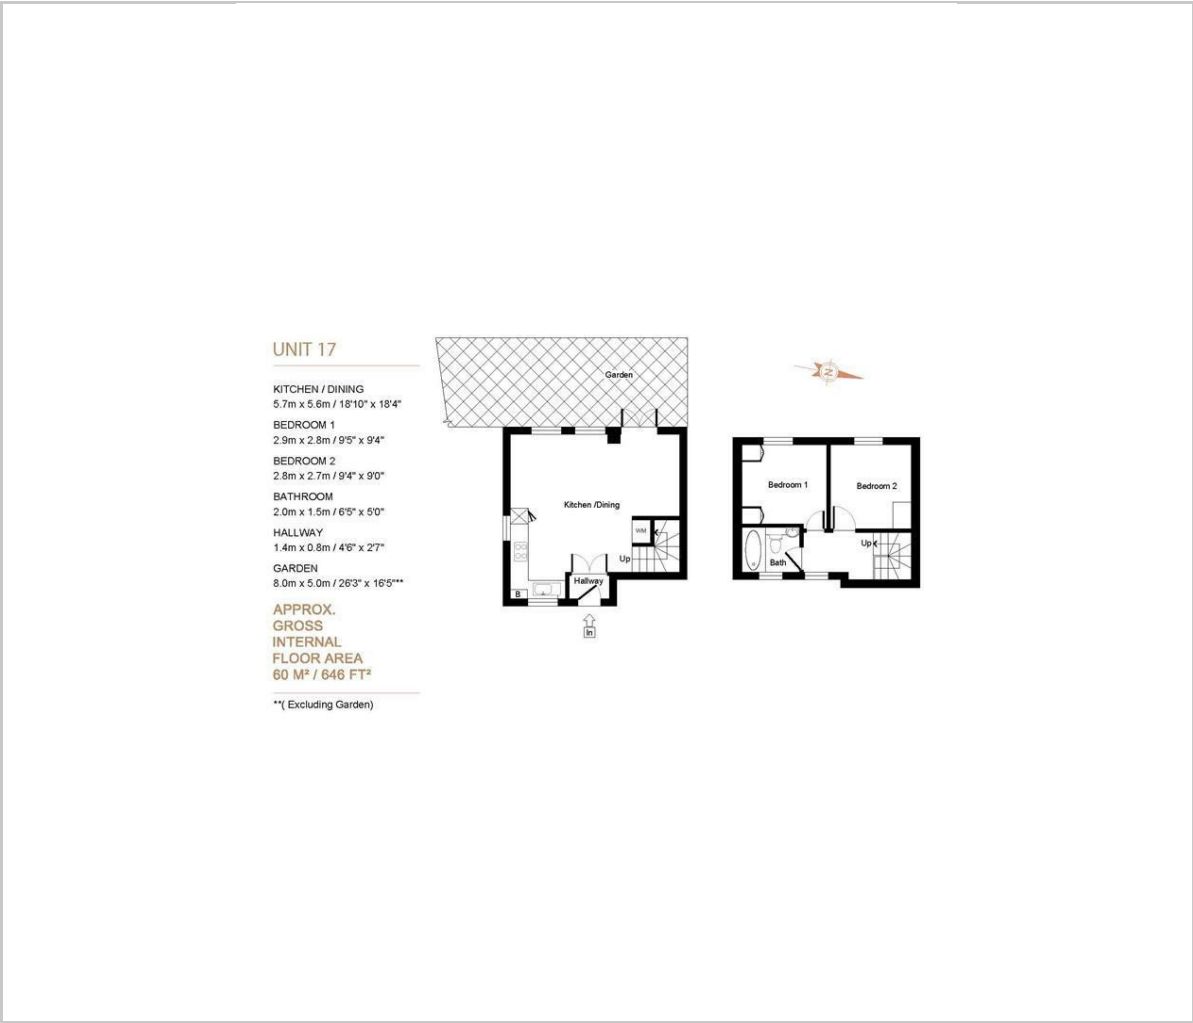 UNIT 17
KITCHEN / DINING
5.7m x 5.6m / 18'10" x 18'4"
BEDROOM 1
2.9m x 2.8m / 9'5" x 9'4"
BEDROOM 2
2.8m x 2.7m / 9'4" x 9'0"
BATHROOM
2.0m x 1.5m / 6'5" x 5'0"
HALLWAY
1.4m x 0.8m / 4'6" x 2'7"
GARDEN
8.0m x 5.0m / 26'3" x 16'5"**
APPROX.
GROSS
INTERNAL
FLOOR AREA
60 M² / 646 FT²
**( Excluding Garden)
Garden
Kitchen /Dining
WM
Up
Hallway
B
In
N
Bedroom 1
Bedroom 2
Up
Bath